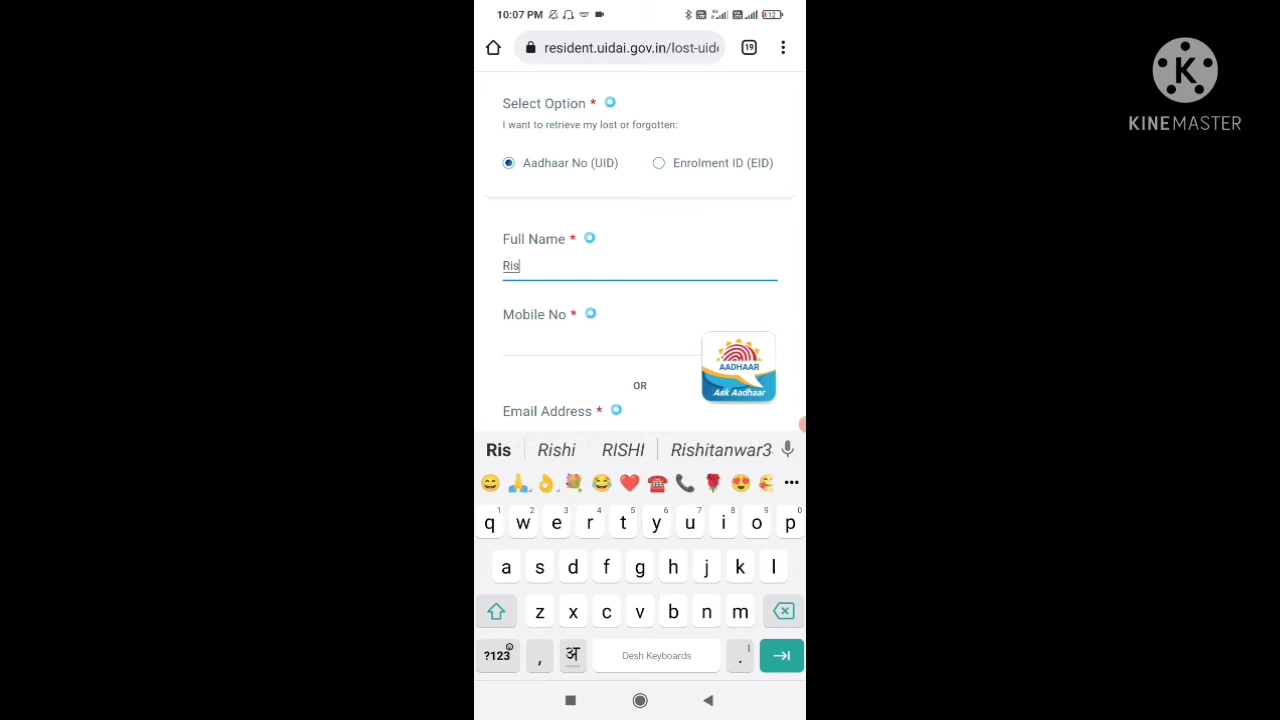 10:07 PM
12
resident.uidai.gov.in/lost-uid
19
K
KINEMASTER
Select Option *
I want to retrieve my lost or forgotten:
Aadhaar No (UID) Enrolment ID (EID)
Full Name *
Ris
Mobile No *
AADHAAR
Ask Aadhaar
OR
Email Address *
Ris Rishi RISHI Rishitanwar3
1 2 3 4 5 6 7 8 9 0
q w e r t y u i o p
a s d f g h j k l
z x c v b n m
?123 , अ Desh Keyboards .